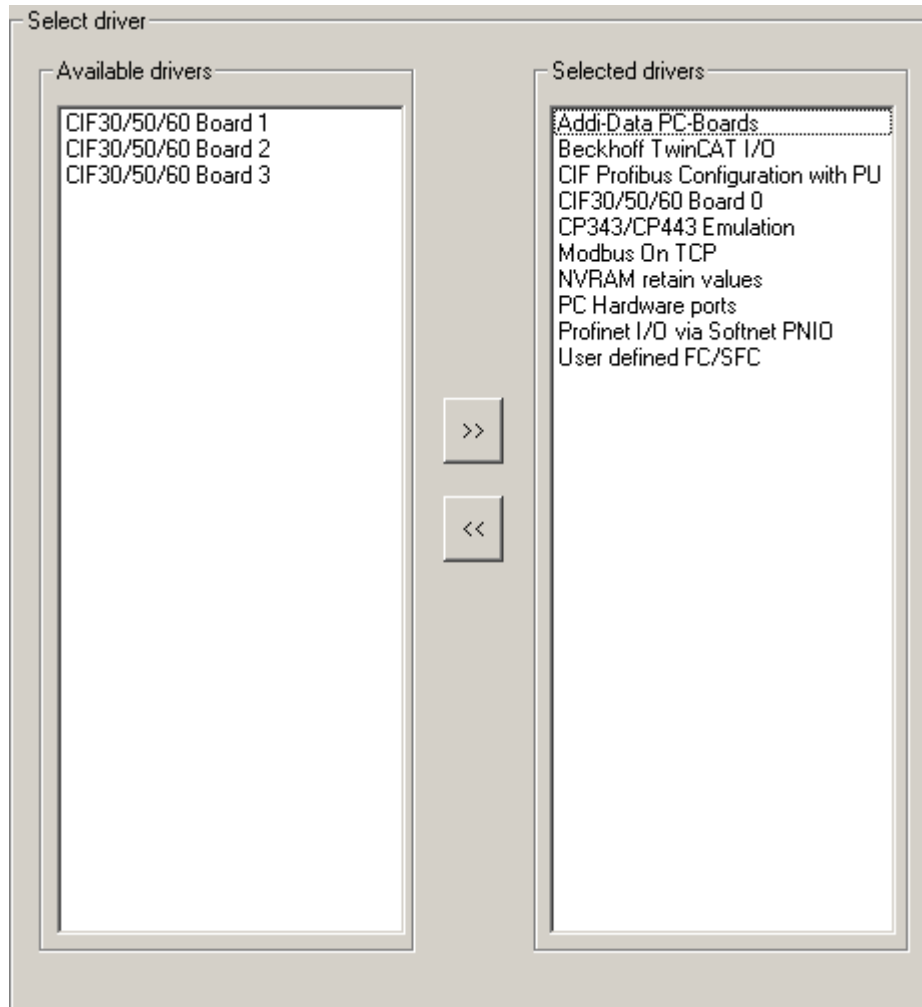 Select driver
Available drivers
CIF30/50/60 Board 1
CIF30/50/60 Board 2
CIF30/50/60 Board 3
>>
<<
Selected drivers
Addi-Data PC-Boards
Beckhoff TwinCAT I/O
CIF Profibus Configuration with PU
CIF30/50/60 Board 0
CP343/CP443 Emulation
Modbus On TCP
NVRAM retain values
PC Hardware ports
Profinet I/O via Softnet PNIO
User defined FC/SFC